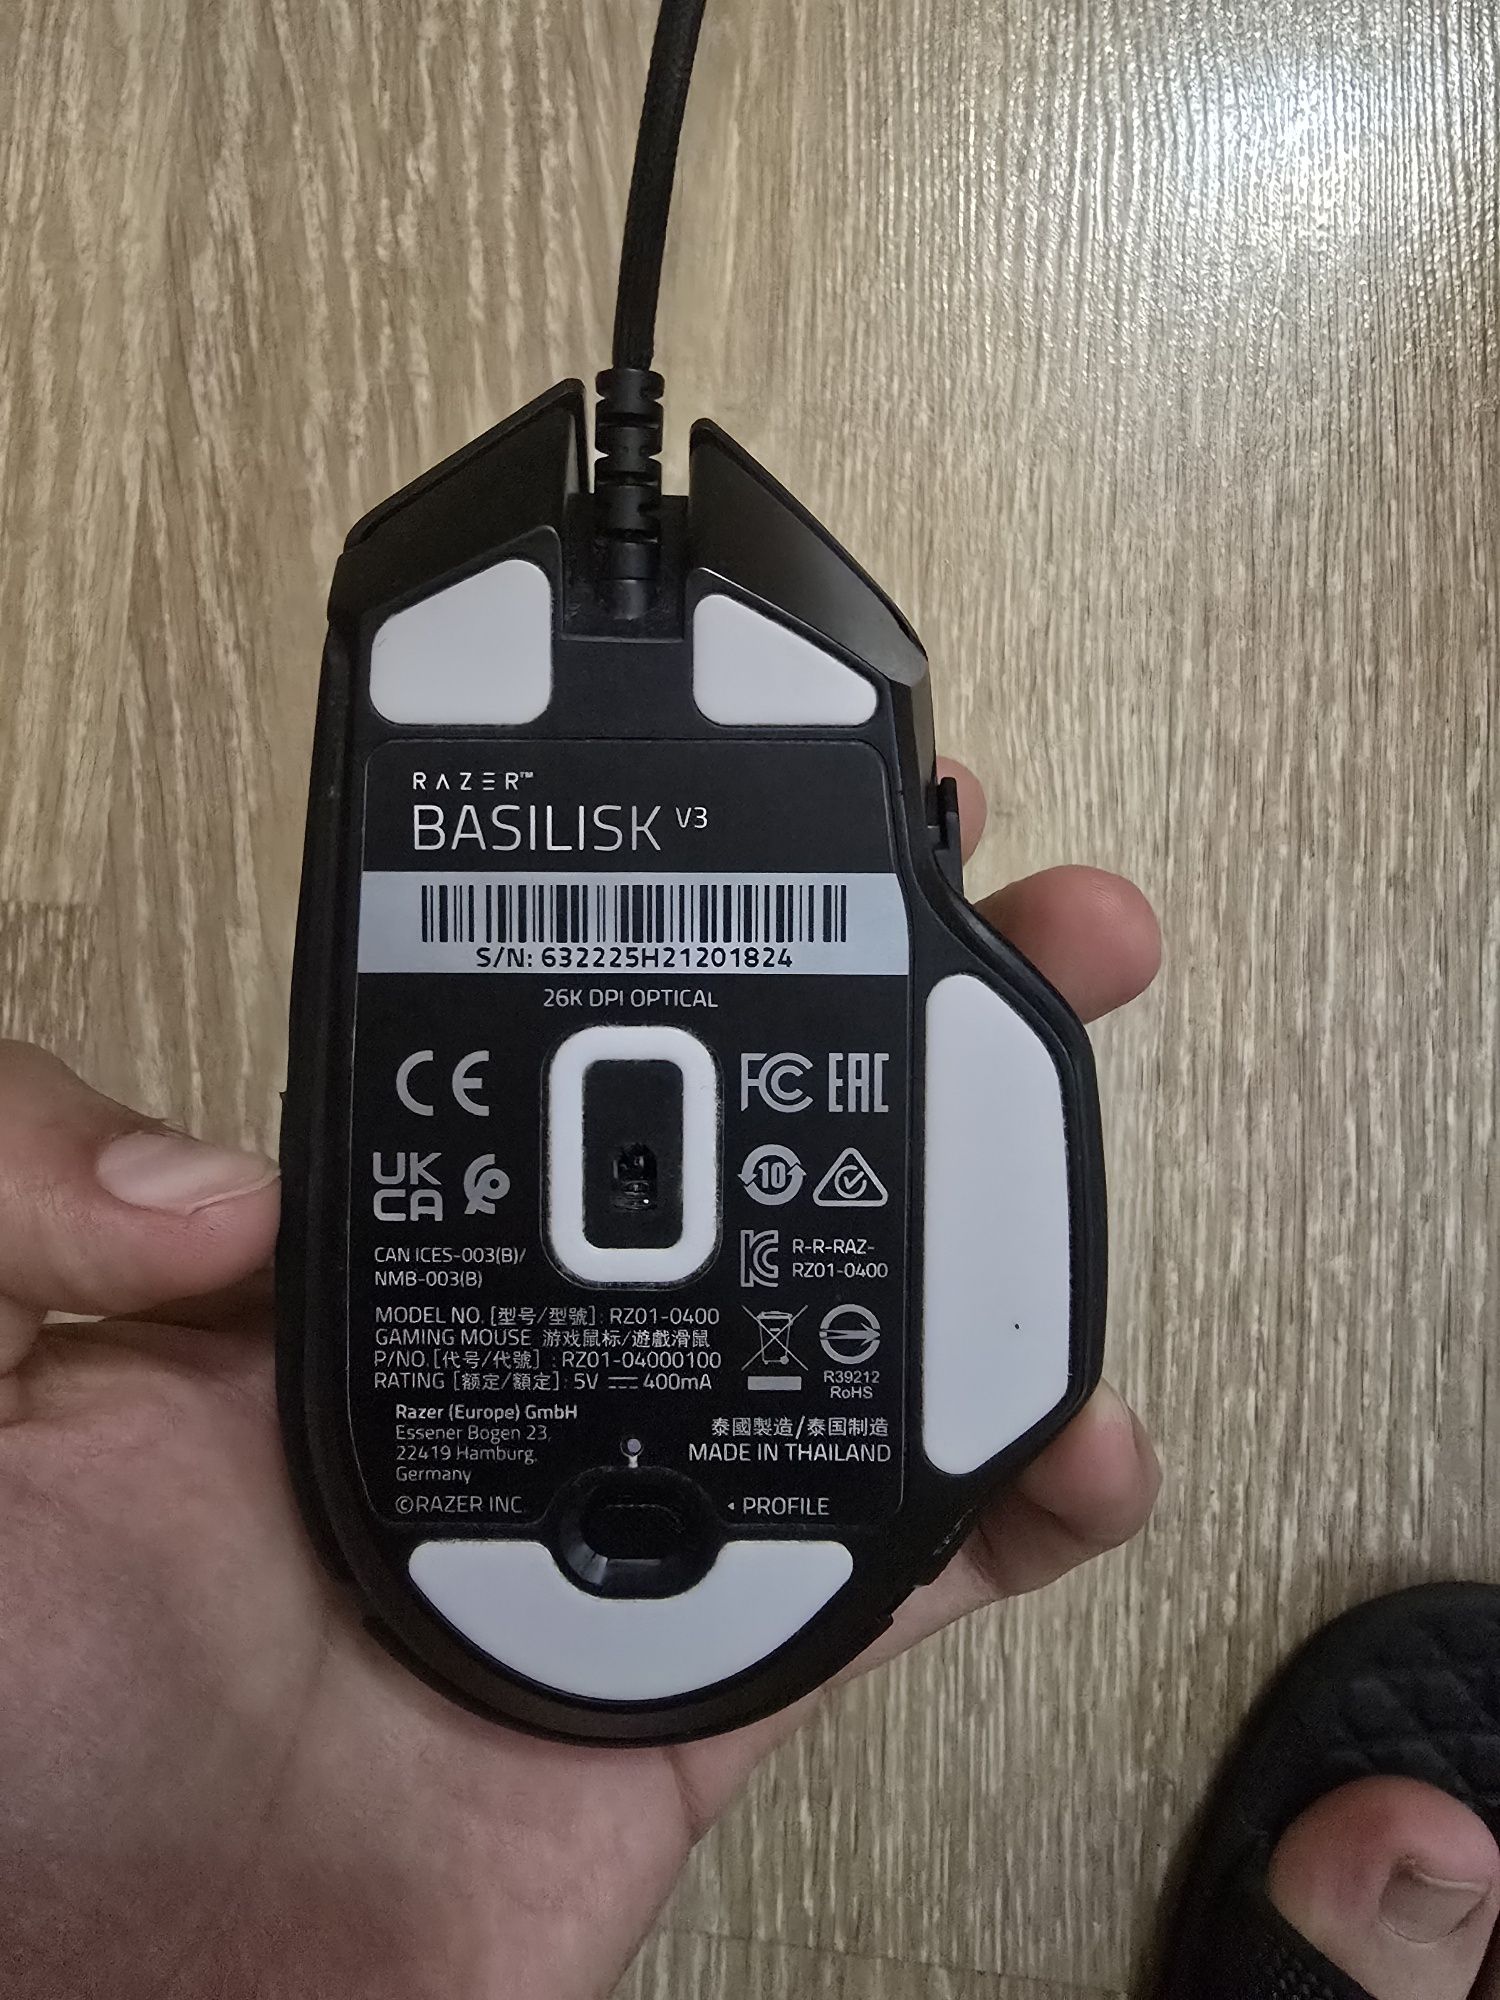 RAZER™
BASILISK V3
S/N: 632225H21201824
26K DPI OPTICAL
CE
FC EAC
UK
CA
10
CAN ICES-003(B)/
NMB-003(B)
R-R-RAZ-
RZ01-0400
MODEL NO. [型号/型號]: RZ01-0400
GAMING MOUSE 游戏鼠标/遊戲滑鼠
P/NO.[代号/代號] : RZ01-04000100
RATING [额定/額定]: 5V ⎓ 400mA
R39212
RoHS
Razer (Europe) GmbH
Essener Bogen 23,
22419 Hamburg,
Germany
泰國製造/泰国制造
MADE IN THAILAND
©RAZER INC.
◂ PROFILE